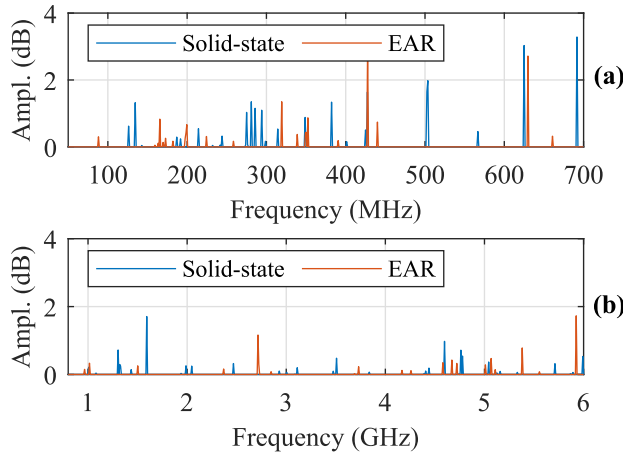 4
2
0
Ampl. (dB)
Solid-state
EAR
(a)
100 200 300 400 500 600 700
Frequency (MHz)
4
2
0
Ampl. (dB)
Solid-state
EAR
(b)
1 2 3 4 5 6
Frequency (GHz)